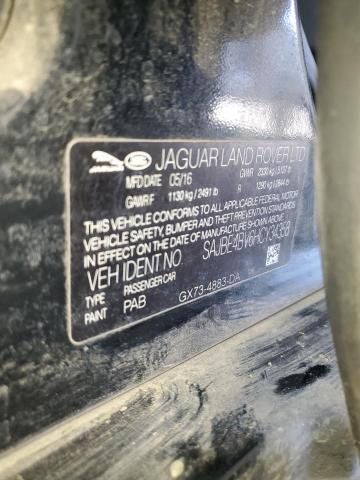 JAGUAR LAND ROVER LTD
MFD DATE 05/16 GVWR 2330 kg ( 5137 lb
GAWR F 1130 kg / 2491 lb R 1290 kg / 2844 lb
THIS VEHICLE CONFORMS TO ALL APPLICABLE FEDERAL MOTOR
VEHICLE SAFETY, BUMPER, AND THEFT PREVENTION STANDARDS
IN EFFECT ON THE DATE OF MANUFACTURE SHOWN ABOVE
VEH IDENT NO. SAJBE4BV6HCY34358
TYPE PASSENGER CAR
PAINT PAB GX73-4883-DA